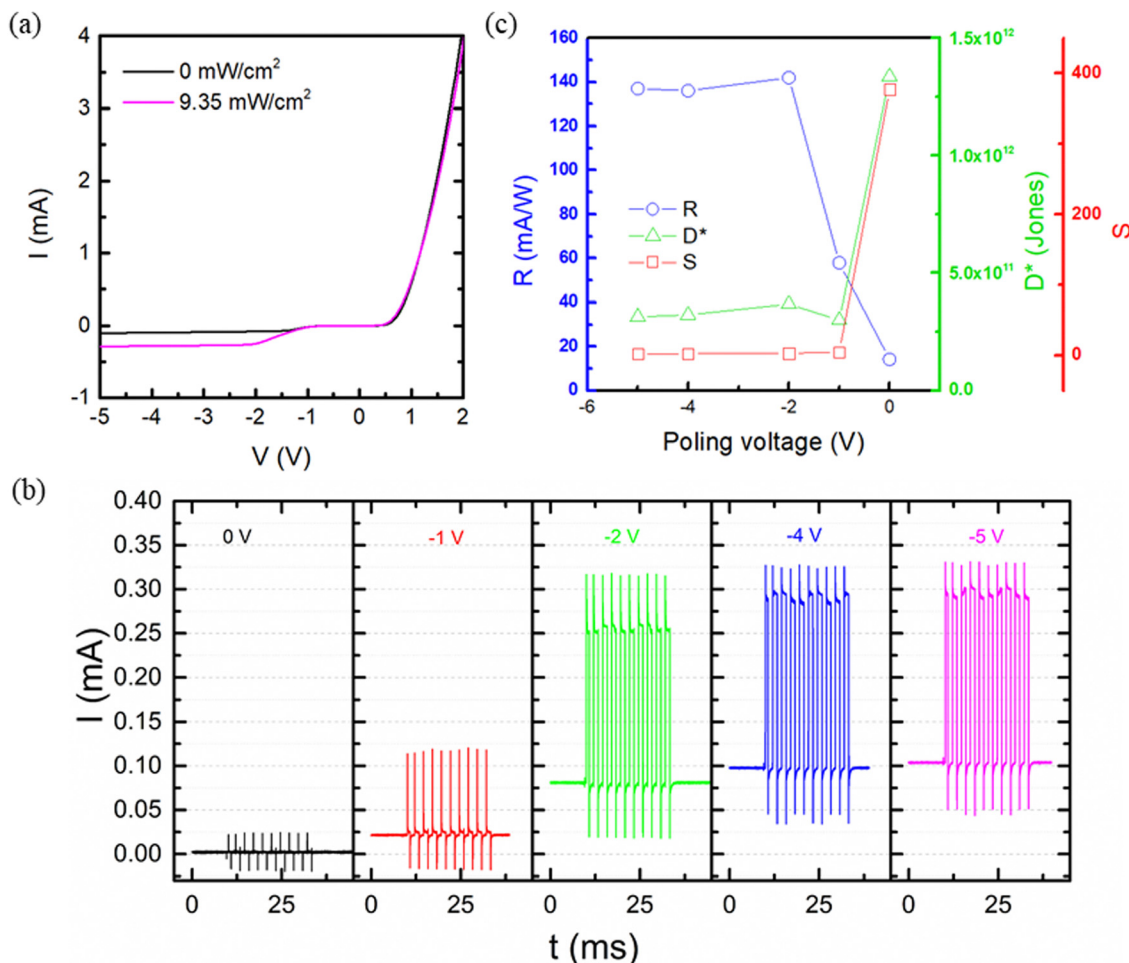 (a)
4
3
2
1
0
-1
I (mA)
0 mW/cm²
9.35 mW/cm²
-5 -4 -3 -2 -1 0 1 2
V (V)
(c)
160
140
120
100
80
60
40
20
0
R (mA/W)
R
D*
S
-6 -4 -2 0
Poling voltage (V)
1.5x10¹²
1.0x10¹²
5.0x10¹¹
0.0
D* (Jones)
400
200
0
S
(b)
0.40
0.35
0.30
0.25
0.20
0.15
0.10
0.05
0.00
I (mA)
0 V -1 V -2 V -4 V -5 V
0 25 0 25 0 25 0 25 0 25
t (ms)